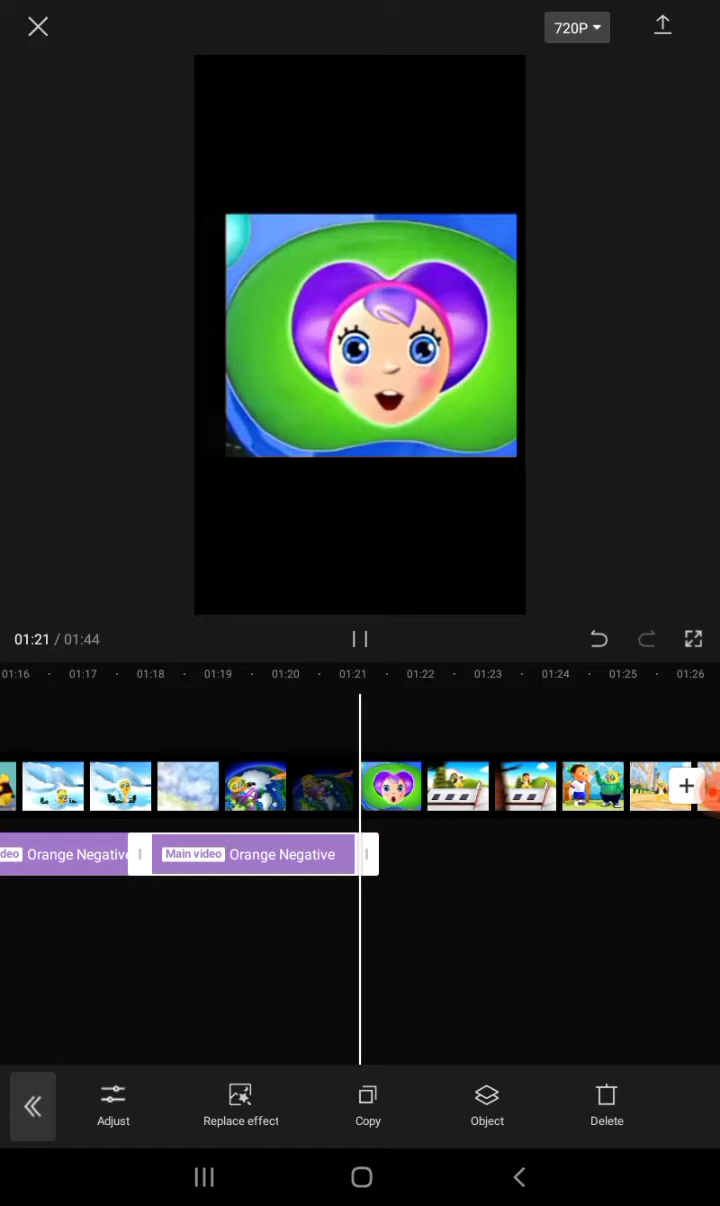 720P
01:21 / 01:44
01:16 01:17 01:18 01:19 01:20 01:21 01:22 01:23 01:24 01:25 01:26
deo Orange Negative Main video Orange Negative
Adjust Replace effect Copy Object Delete